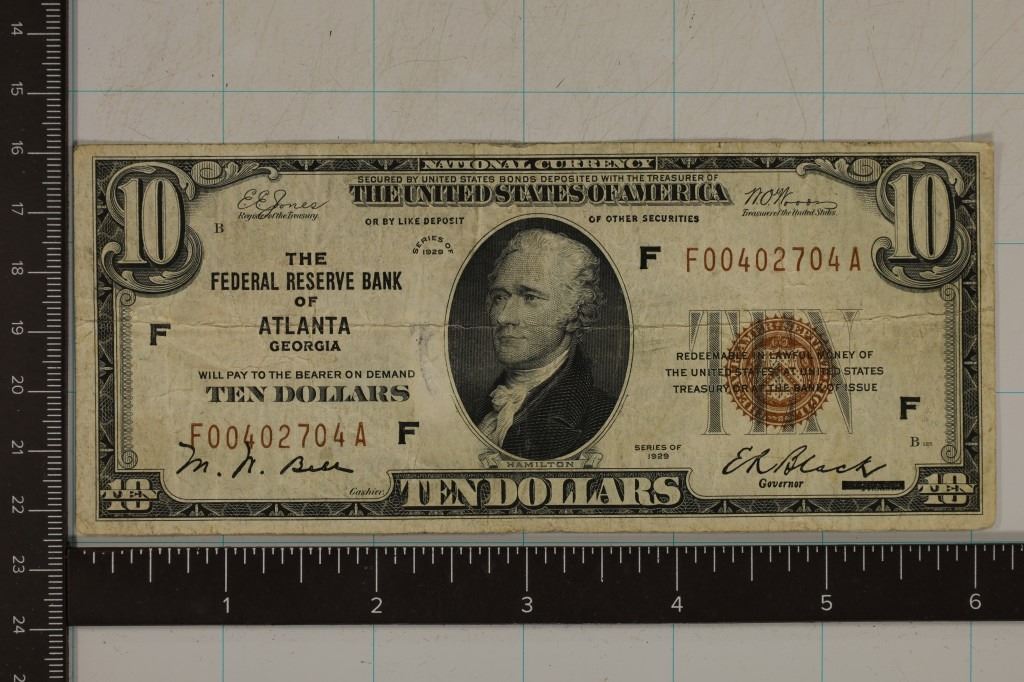 NATIONAL CURRENCY
SECURED BY UNITED STATES BONDS DEPOSITED WITH THE TREASURER OF
THE UNITED STATES OF AMERICA
OR BY LIKE DEPOSIT OF OTHER SECURITIES
10
10
E E Jones
Register of the Treasury.
W.O. Woods
Treasurer of the United States.
B
SERIES OF
1929
THE
FEDERAL RESERVE BANK
OF
ATLANTA
GEORGIA
F
WILL PAY TO THE BEARER ON DEMAND
TEN DOLLARS
F00402704A
F
M. W. Bell
Cashier.
HAMILTON
F
F00402704A
TEN
REDEEMABLE IN LAWFUL MONEY OF
THE UNITED STATES AT UNITED STATES
TREASURY OR AT THE BANK OF ISSUE
F
B
SERIES OF
1929
E R Black
Governor
TEN
10
TEN DOLLARS
TEN
10
14
15
16
17
18
19
20
21
22
23
24
1 2 3 4 5 6